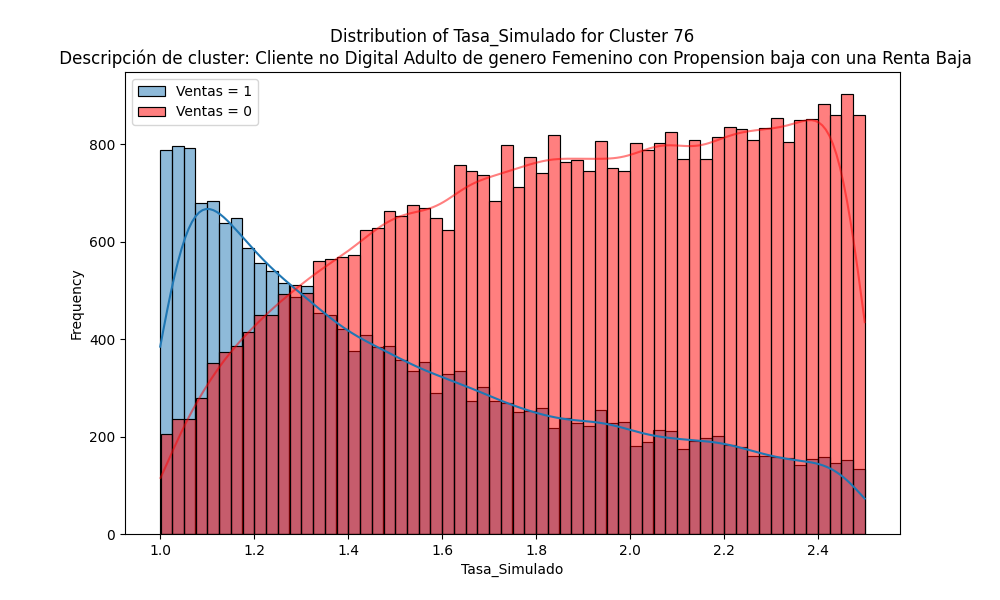 Distribution of Tasa_Simulado for Cluster 76
Descripción de cluster: Cliente no Digital Adulto de genero Femenino con Propension baja con una Renta Baja
Ventas = 1
Ventas = 0
Frequency
800
600
400
200
0
1.0 1.2 1.4 1.6 1.8 2.0 2.2 2.4
Tasa_Simulado